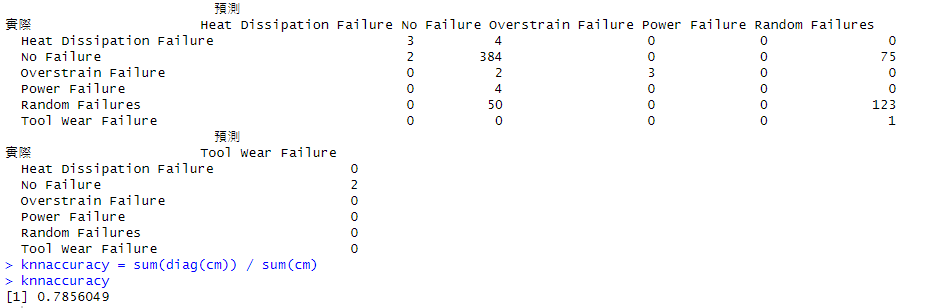 預測
實際 Heat Dissipation Failure No Failure Overstrain Failure Power Failure Random Failures
Heat Dissipation Failure 3 4 0 0 0
No Failure 2 384 0 0 75
Overstrain Failure 0 2 3 0 0
Power Failure 0 4 0 0 0
Random Failures 0 50 0 0 123
Tool Wear Failure 0 0 0 0 1
預測
實際 Tool Wear Failure
Heat Dissipation Failure 0
No Failure 2
Overstrain Failure 0
Power Failure 0
Random Failures 0
Tool Wear Failure 0
> knnaccuracy = sum(diag(cm)) / sum(cm)
> knnaccuracy
[1] 0.7856049